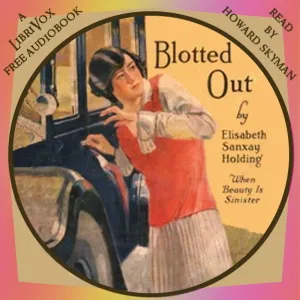 A
LIBRIVOX
FREE AUDIOBOOK
READ
BY
HOWARD SKYMAN
Blotted
Out
by
Elisabeth
Sanxay
Holding
When
Beauty Is
Sinister